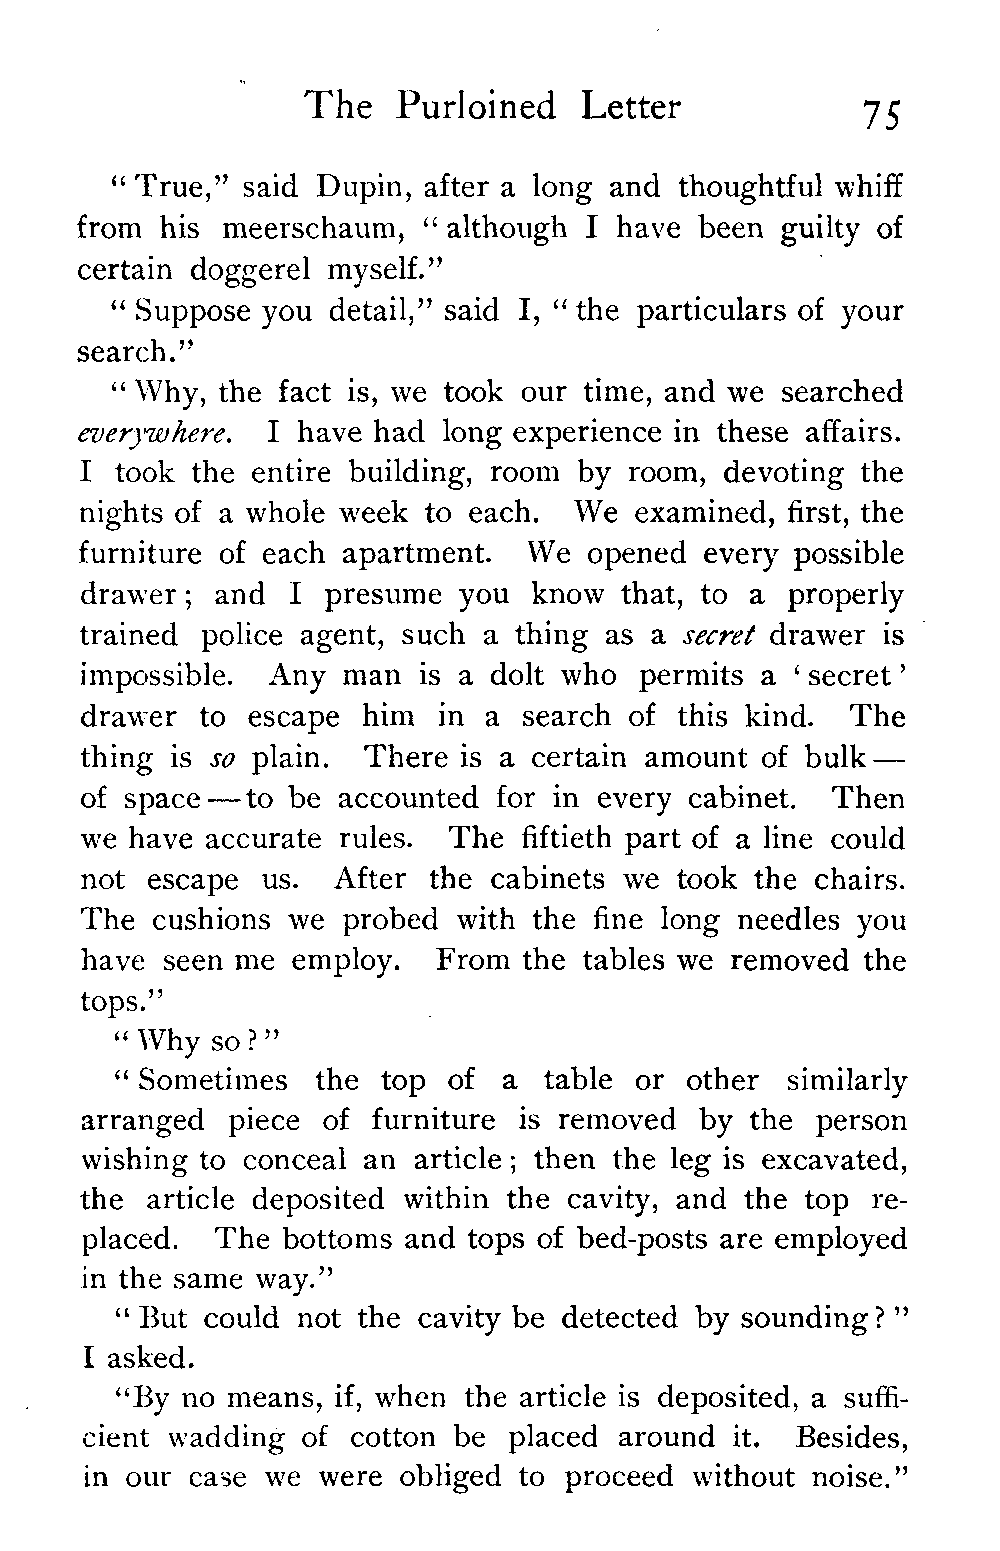 The Purloined Letter 75
“ True,” said Dupin, after a long and thoughtful whiff
from his meerschaum, “ although I have been guilty of
certain doggerel myself.”
“ Suppose you detail,” said I, “ the particulars of your
search.”
“ Why, the fact is, we took our time, and we searched
everywhere. I have had long experience in these affairs.
I took the entire building, room by room, devoting the
nights of a whole week to each. We examined, first, the
furniture of each apartment. We opened every possible
drawer ; and I presume you know that, to a properly
trained police agent, such a thing as a secret drawer is
impossible. Any man is a dolt who permits a ‘ secret ’
drawer to escape him in a search of this kind. The
thing is so plain. There is a certain amount of bulk —
of space — to be accounted for in every cabinet. Then
we have accurate rules. The fiftieth part of a line could
not escape us. After the cabinets we took the chairs.
The cushions we probed with the fine long needles you
have seen me employ. From the tables we removed the
tops.”
“ Why so ? ”
“ Sometimes the top of a table or other similarly
arranged piece of furniture is removed by the person
wishing to conceal an article ; then the leg is excavated,
the article deposited within the cavity, and the top re-
placed. The bottoms and tops of bed-posts are employed
in the same way.”
“ But could not the cavity be detected by sounding ? ”
I asked.
“By no means, if, when the article is deposited, a suffi-
cient wadding of cotton be placed around it. Besides,
in our case we were obliged to proceed without noise.”